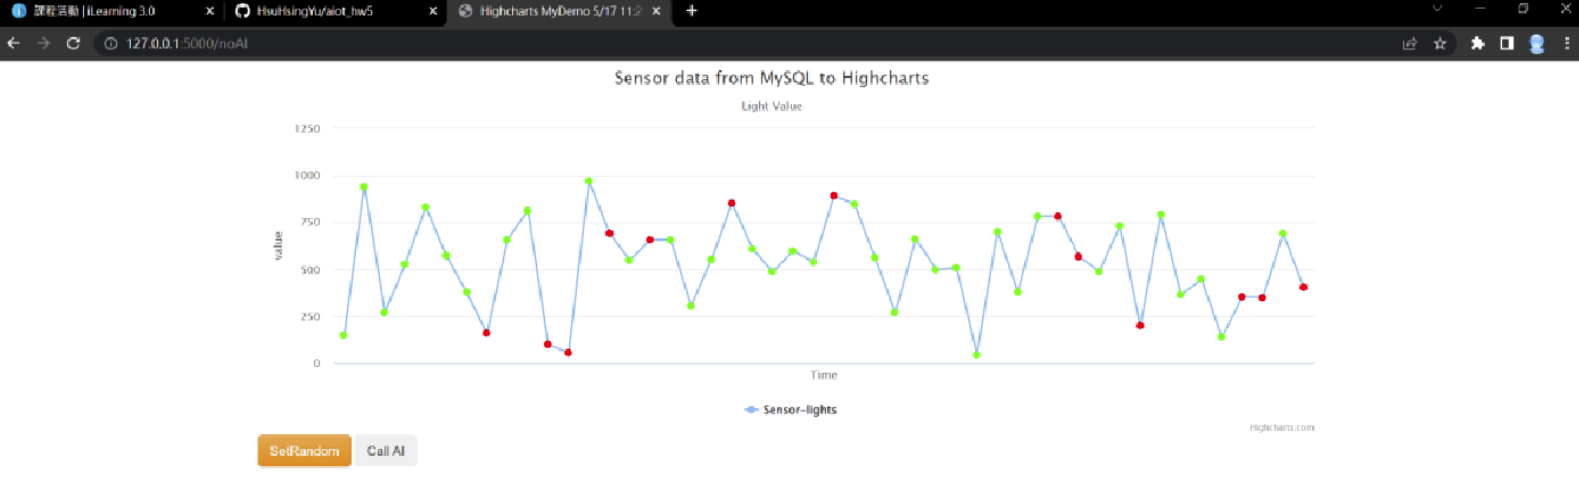 課程活動 | iLearning 3.0
HsuHsingYu/aiot_hw5
Highcharts MyDemo 5/17 11:2
127.0.0.1:5000/noAI
Sensor data from MySQL to Highcharts
Light Value
1250
1000
750
500
250
0
value
Time
Sensor-lights
Highcharts.com
SetRandom
Call AI